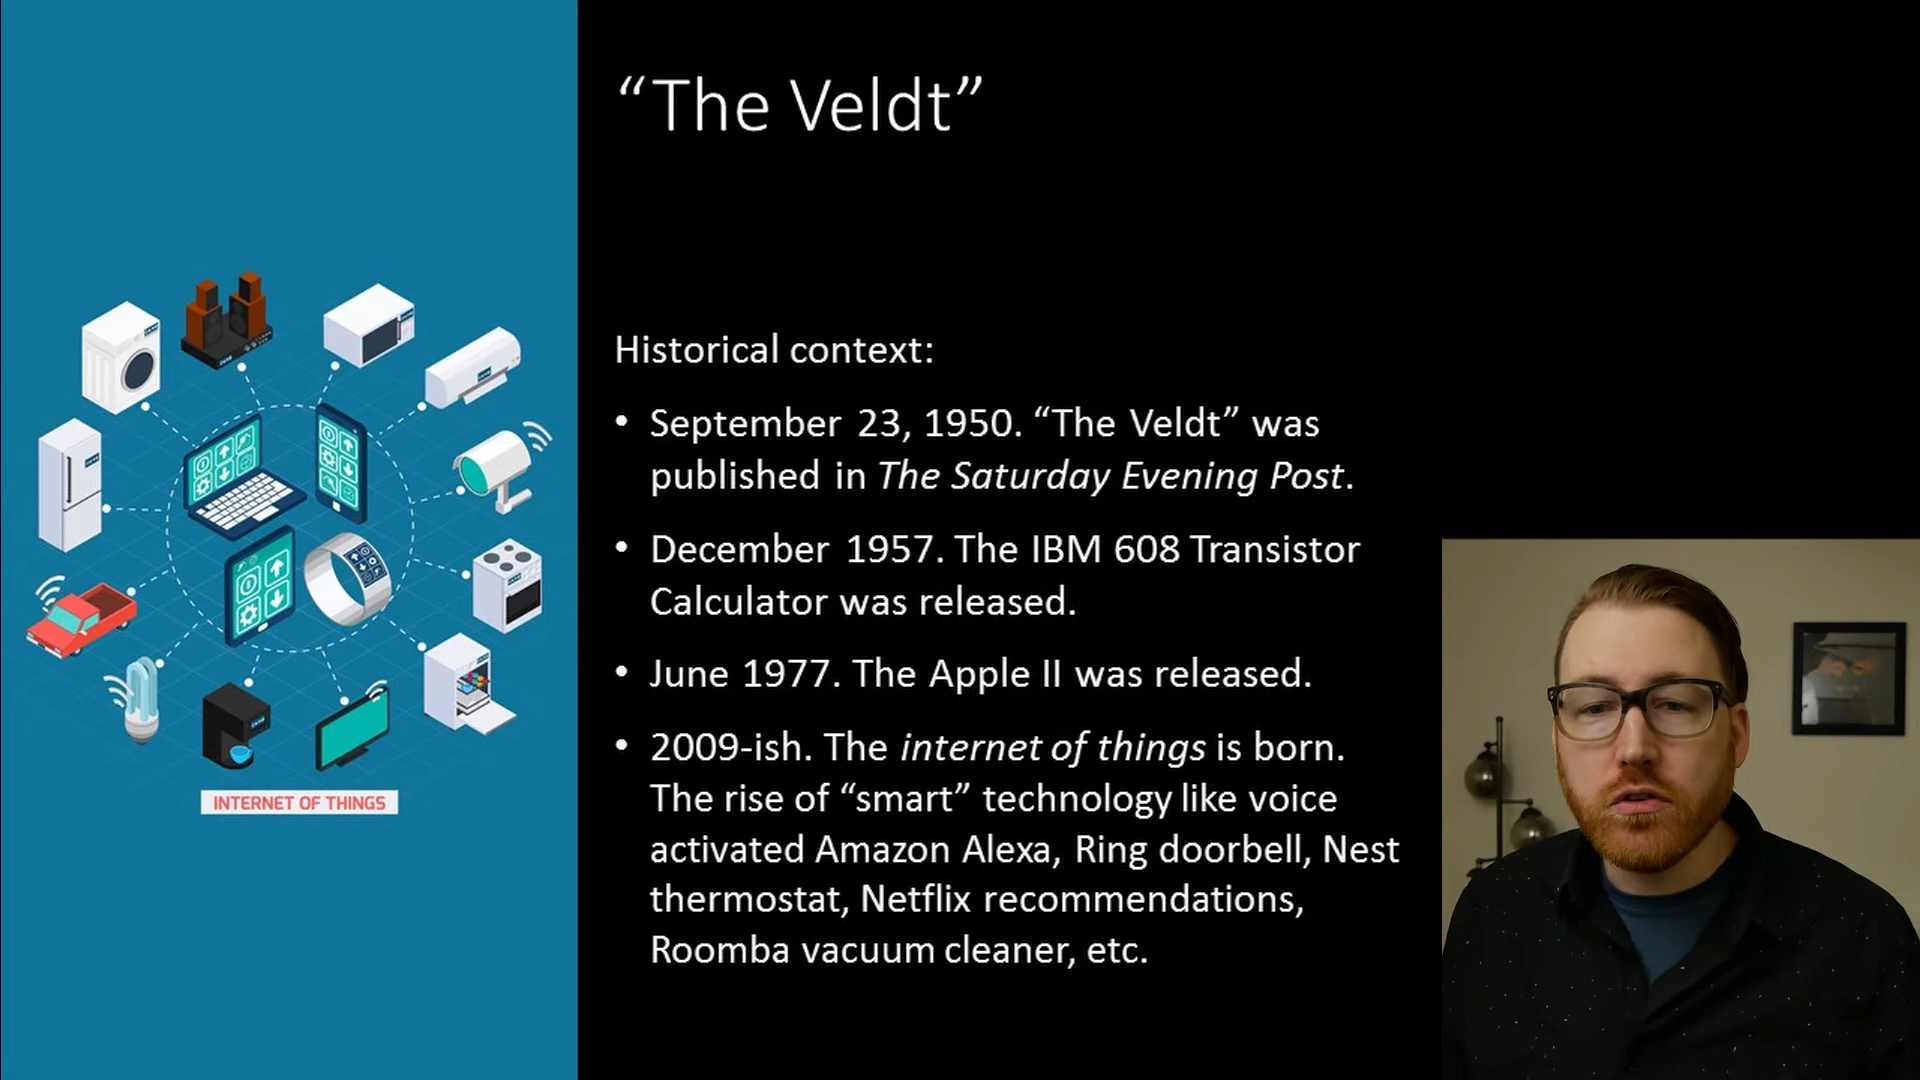 “The Veldt”
Historical context:
• September 23, 1950. “The Veldt” was
published in The Saturday Evening Post.
• December 1957. The IBM 608 Transistor
Calculator was released.
• June 1977. The Apple II was released.
• 2009-ish. The internet of things is born.
The rise of “smart” technology like voice
activated Amazon Alexa, Ring doorbell, Nest
thermostat, Netflix recommendations,
Roomba vacuum cleaner, etc.
INTERNET OF THINGS